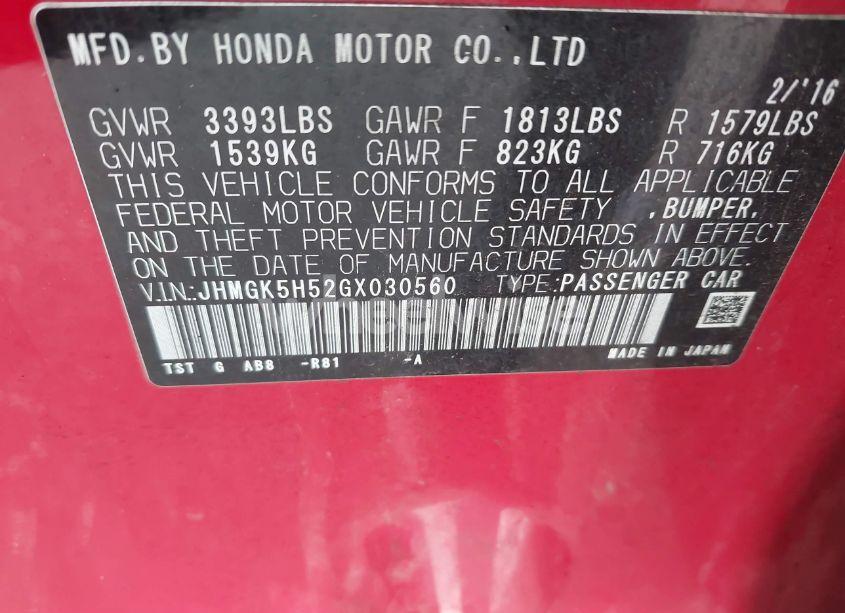 MFD.BY HONDA MOTOR CO.,LTD
2/'16
GVWR 3393LBS GAWR F 1813LBS R 1579LBS
GVWR 1539KG GAWR F 823KG R 716KG
THIS VEHICLE CONFORMS TO ALL APPLICABLE
FEDERAL MOTOR VEHICLE SAFETY ,BUMPER,
AND THEFT PREVENTION STANDARDS IN EFFECT
ON THE DATE OF MANUFACTURE SHOWN ABOVE.
V.I.N.:JHMGK5H52GX030560 TYPE:PASSENGER CAR
TST G AB8 -R81 -A MADE IN JAPAN